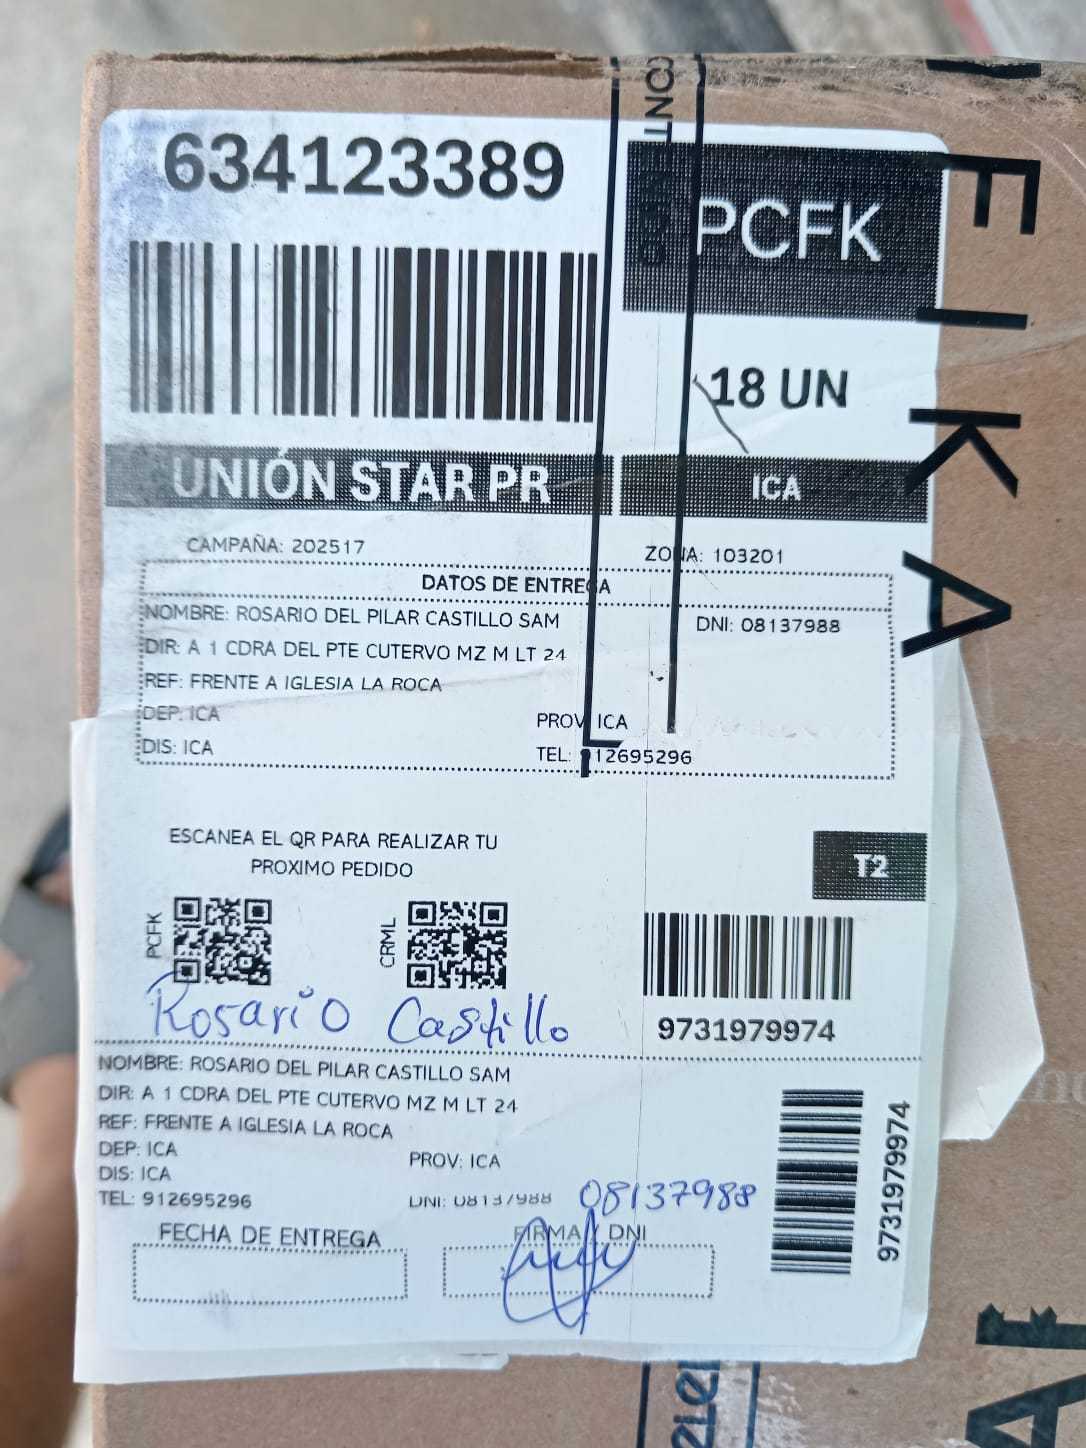 634123389
PCFK
18 UN
UNIÓN STAR PR
ICA
CAMPAÑA: 202517
ZONA: 103201
DATOS DE ENTREGA
NOMBRE: ROSARIO DEL PILAR CASTILLO SAM
DNI: 08137988
DIR: A 1 CDRA DEL PTE CUTERVO MZ M LT 24
REF: FRENTE A IGLESIA LA ROCA
DEP: ICA
PROV: ICA
DIS: ICA
TEL: 912695296
ESCANEA EL QR PARA REALIZAR TU
PROXIMO PEDIDO
T2
PCFK
CRML
Rosario Castillo
9731979974
NOMBRE: ROSARIO DEL PILAR CASTILLO SAM
DIR: A 1 CDRA DEL PTE CUTERVO MZ M LT 24
REF: FRENTE A IGLESIA LA ROCA
DEP: ICA
PROV: ICA
DIS: ICA
TEL: 912695296
DNI: 08137988
08137988
FECHA DE ENTREGA
FIRMA Y DNI
9731979974